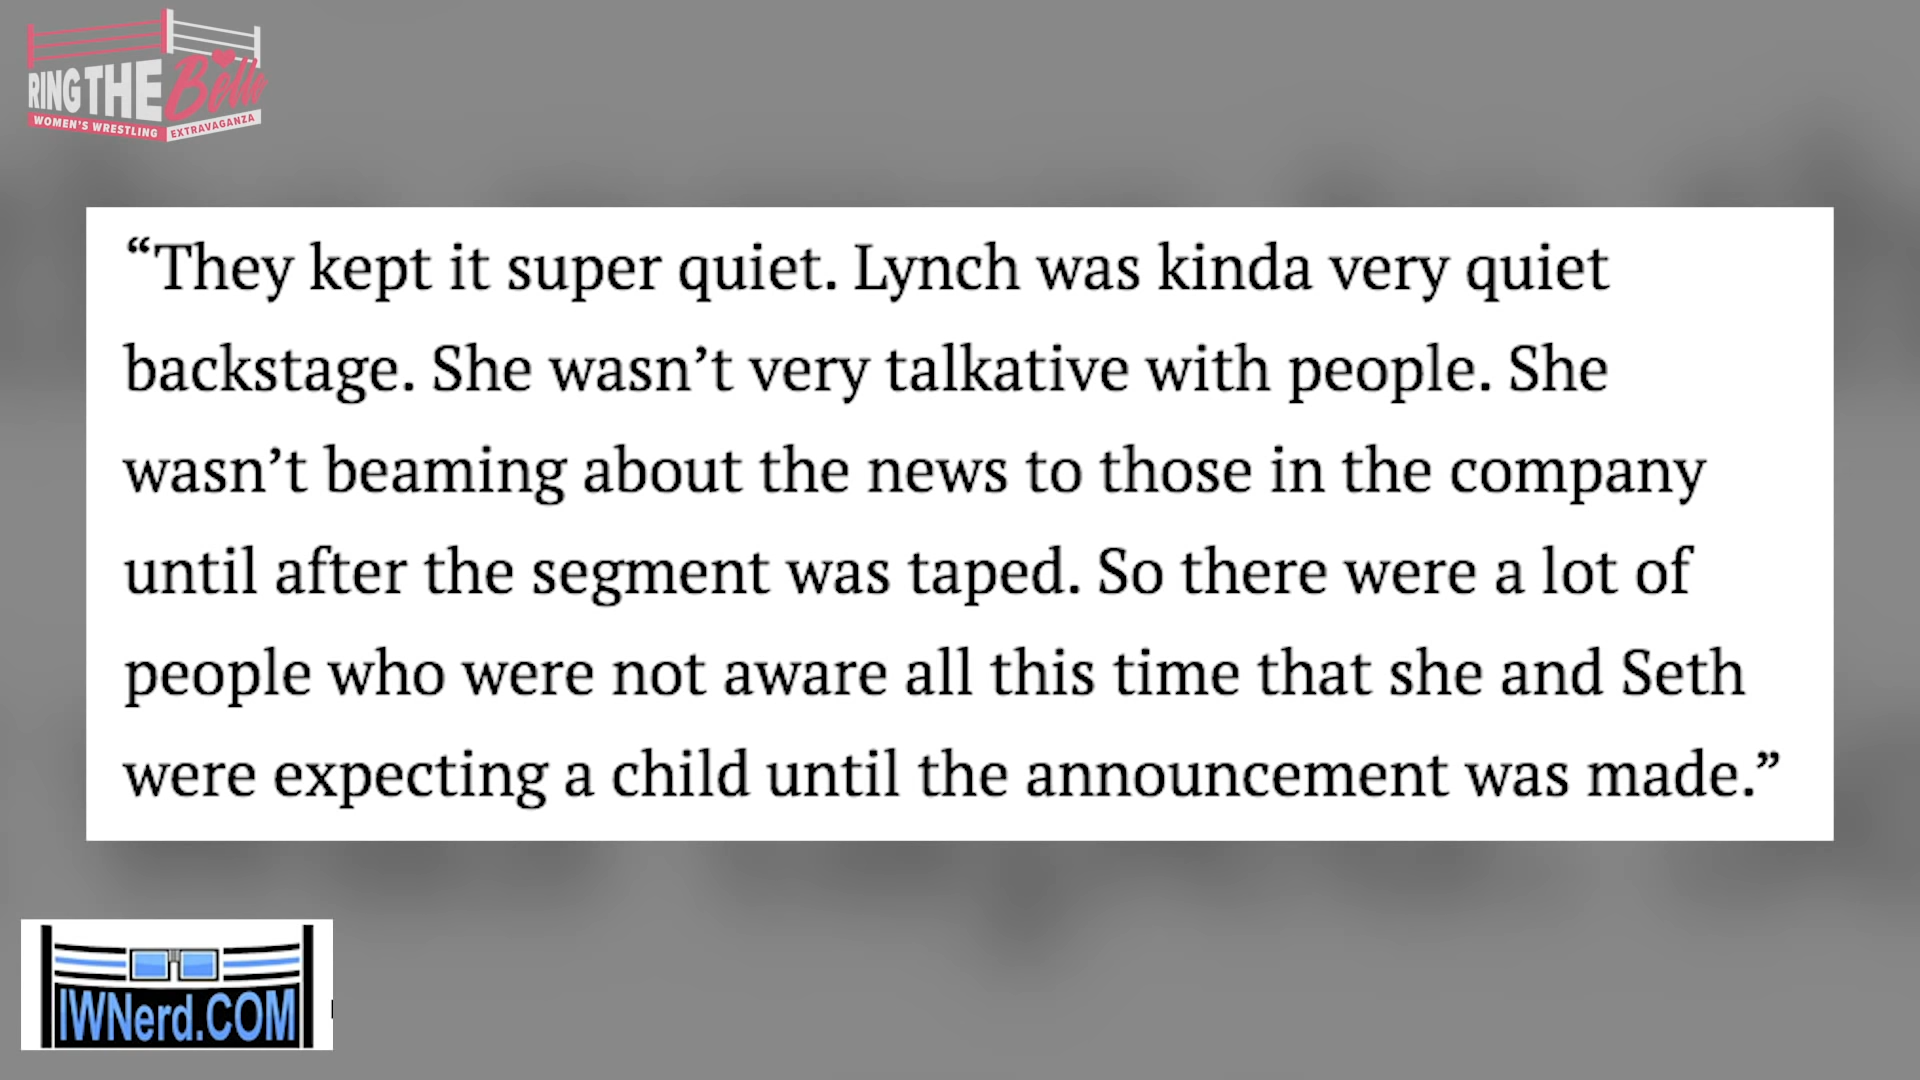 RING THE Belle
WOMEN'S WRESTLING EXTRAVAGANZA
“They kept it super quiet. Lynch was kinda very quiet
backstage. She wasn’t very talkative with people. She
wasn’t beaming about the news to those in the company
until after the segment was taped. So there were a lot of
people who were not aware all this time that she and Seth
were expecting a child until the announcement was made.”
IWNerd.COM